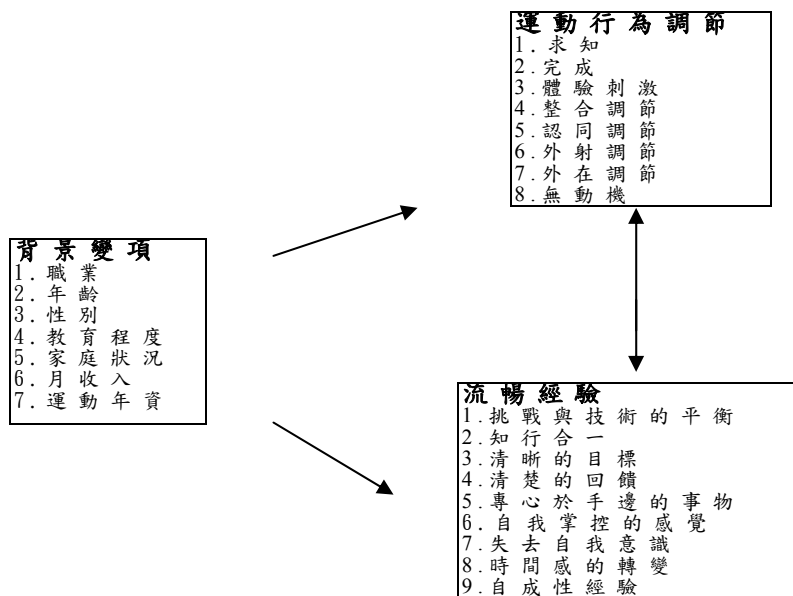 運動行為調節
1.求知
2.完成
3.體驗刺激
4.整合調節
5.認同調節
6.外射調節
7.外在調節
8.無動機
背景變項
1.職業
2.年齡
3.性別
4.教育程度
5.家庭狀況
6.月收入
7.運動年資
流暢經驗
1.挑戰與技術的平衡
2.知行合一
3.清晰的目標
4.清楚的回饋
5.專心於手邊的事物
6.自我掌控的感覺
7.失去自我意識
8.時間感的轉變
9.自成性經驗